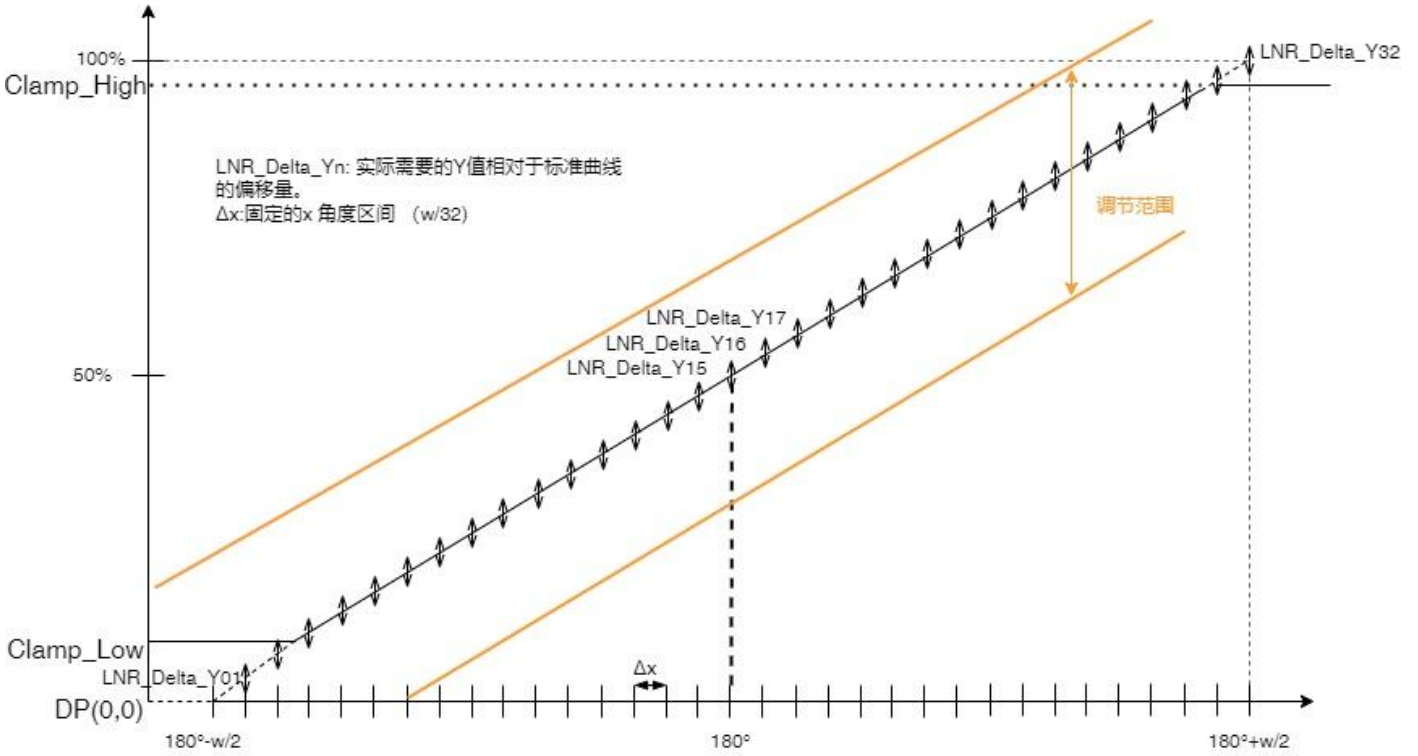 100%
LNR_Delta_Y32
Clamp_High
LNR_Delta_Yn: 实际需要的Y值相对于标准曲线
的偏移量。
Δx:固定的x 角度区间 （w/32)
调节范围
LNR_Delta_Y17
LNR_Delta_Y16
LNR_Delta_Y15
50%
Clamp_Low
LNR_Delta_Y01
Δx
DP(0,0)
180°-w/2
180°
180°+w/2